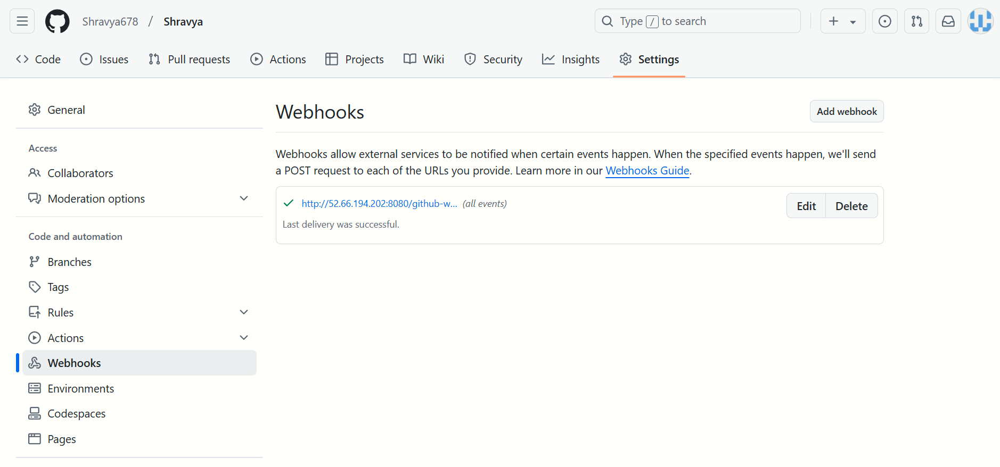 Shravya678 / Shravya
Type / to search
Code Issues Pull requests Actions Projects Wiki Security Insights Settings
General
Access
Collaborators
Moderation options
Code and automation
Branches
Tags
Rules
Actions
Webhooks
Environments
Codespaces
Pages
Webhooks
Add webhook
Webhooks allow external services to be notified when certain events happen. When the specified events happen, we'll send
a POST request to each of the URLs you provide. Learn more in our Webhooks Guide.
http://52.66.194.202:8080/github-w... (all events)
Edit Delete
Last delivery was successful.